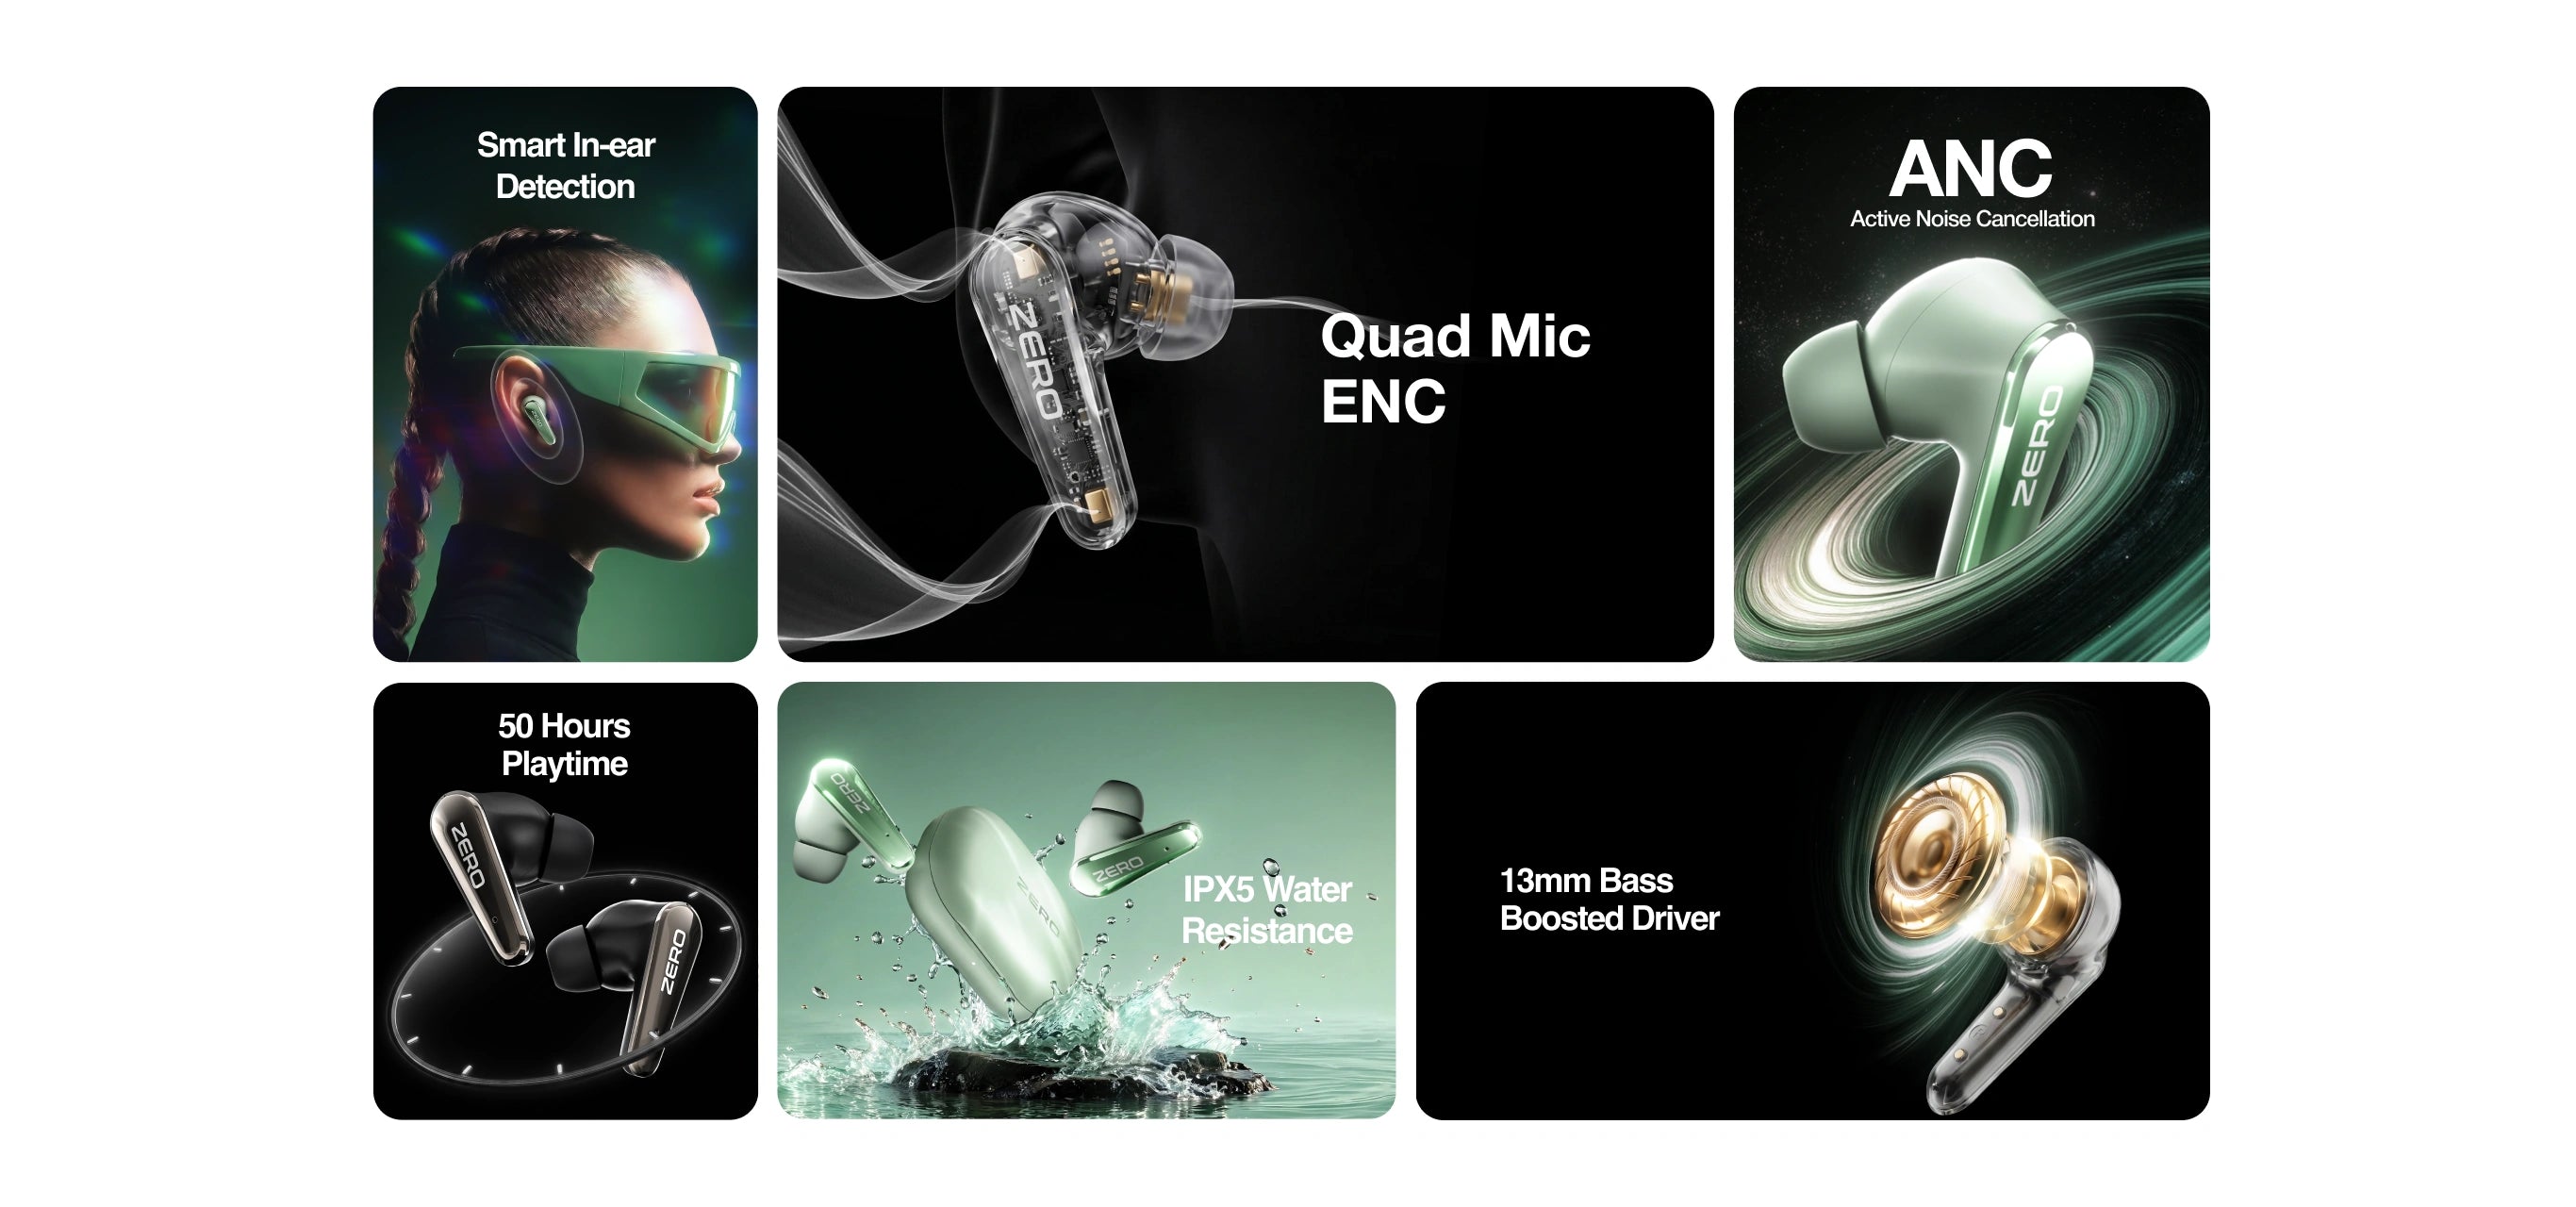 Smart In-ear
Detection
ZERO
ZERO
Quad Mic
ENC
ANC
Active Noise Cancellation
ZERO
50 Hours
Playtime
ZERO
ZERO
ZERO
ZERO
ZERO
IPX5 Water
Resistance
13mm Bass
Boosted Driver